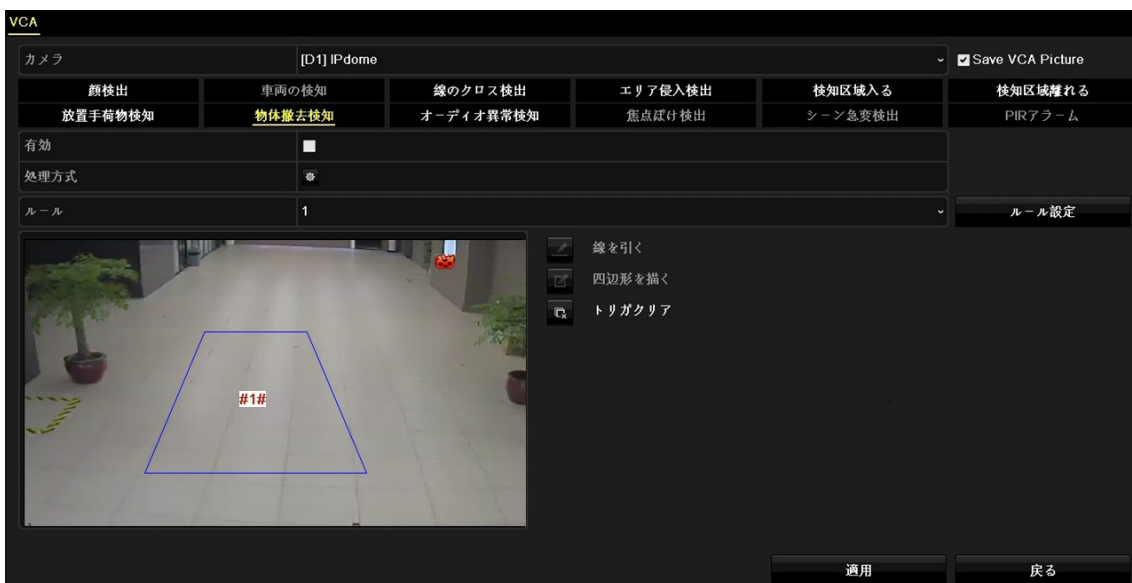 VCA
カメラ [D1] IPdome Save VCA Picture
顔検出 車両の検知 線のクロス検出 エリア侵入検出 検知区域入る 検知区域離れる
放置手荷物検知 物体撤去検知 オーディオ異常検知 焦点ぼけ検出 シーン急変検出 PIRアラーム
有効
処理方式
ルール 1 ルール設定
線を引く
四辺形を描く
トリガクリア
#1#
適用 戻る